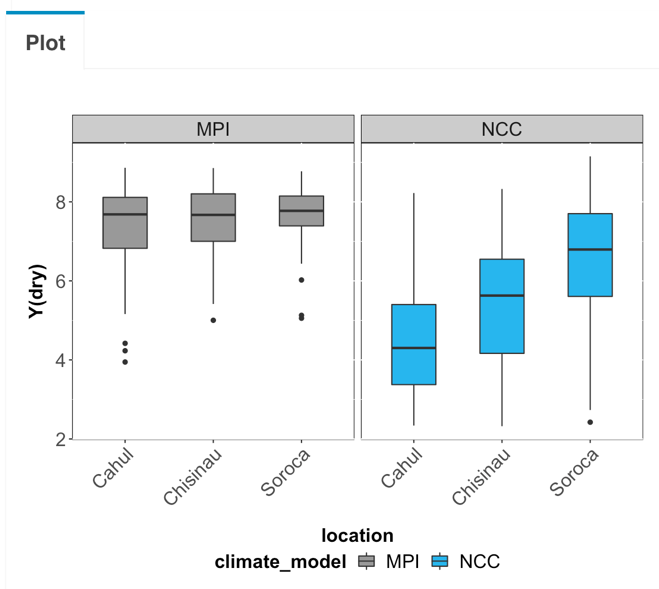 Plot
MPI
NCC
Y(dry)
8
6
4
2
Cahul
Chisinau
Soroca
Cahul
Chisinau
Soroca
location
climate_model MPI NCC